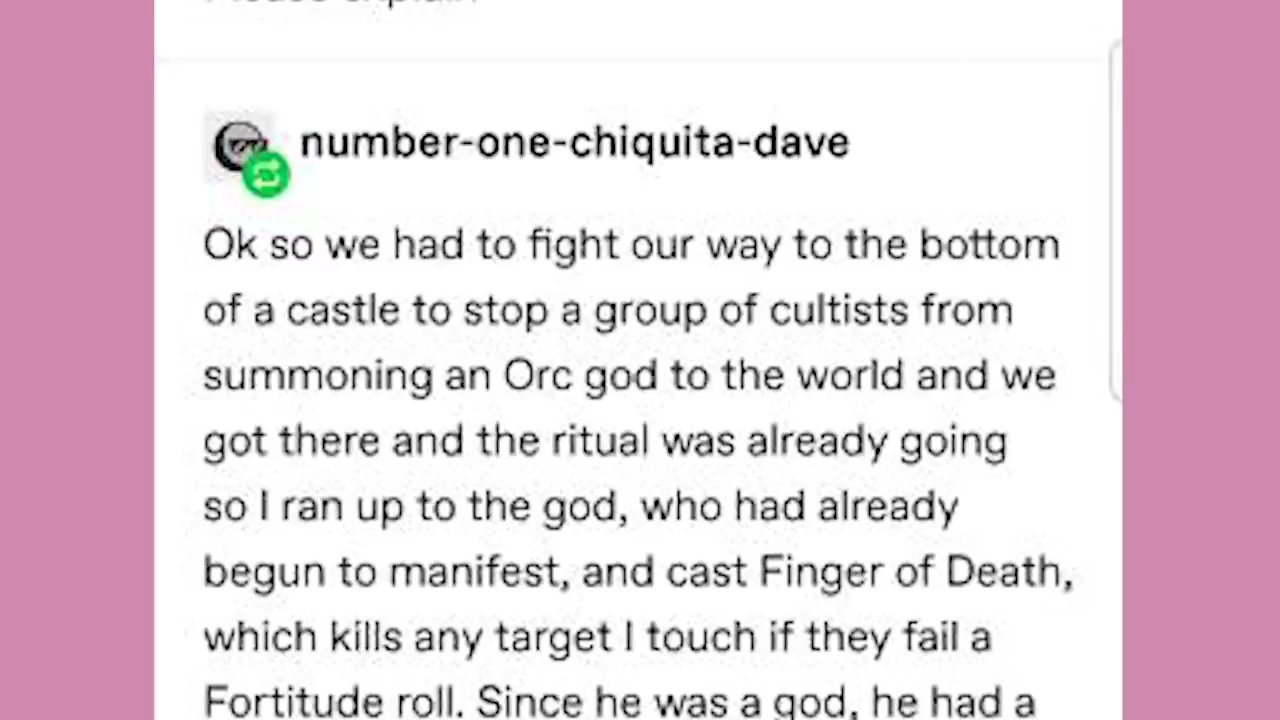 number-one-chiquita-dave
Ok so we had to fight our way to the bottom
of a castle to stop a group of cultists from
summoning an Orc god to the world and we
got there and the ritual was already going
so I ran up to the god, who had already
begun to manifest, and cast Finger of Death,
which kills any target I touch if they fail a
Fortitude roll. Since he was a god, he had a